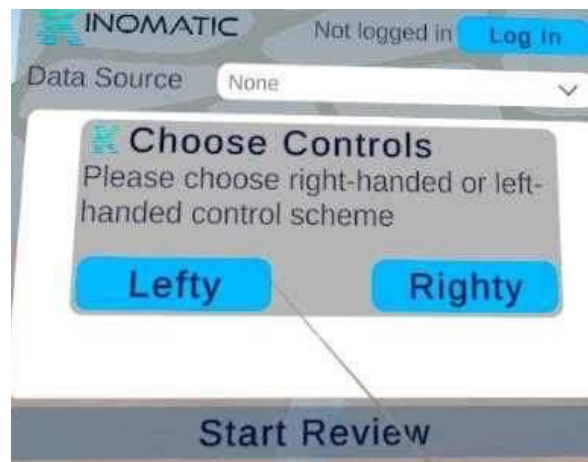 KINOMATIC Not logged in Log In
Data Source None
Choose Controls
Please choose right-handed or left-
handed control scheme
Lefty Righty
Start Review